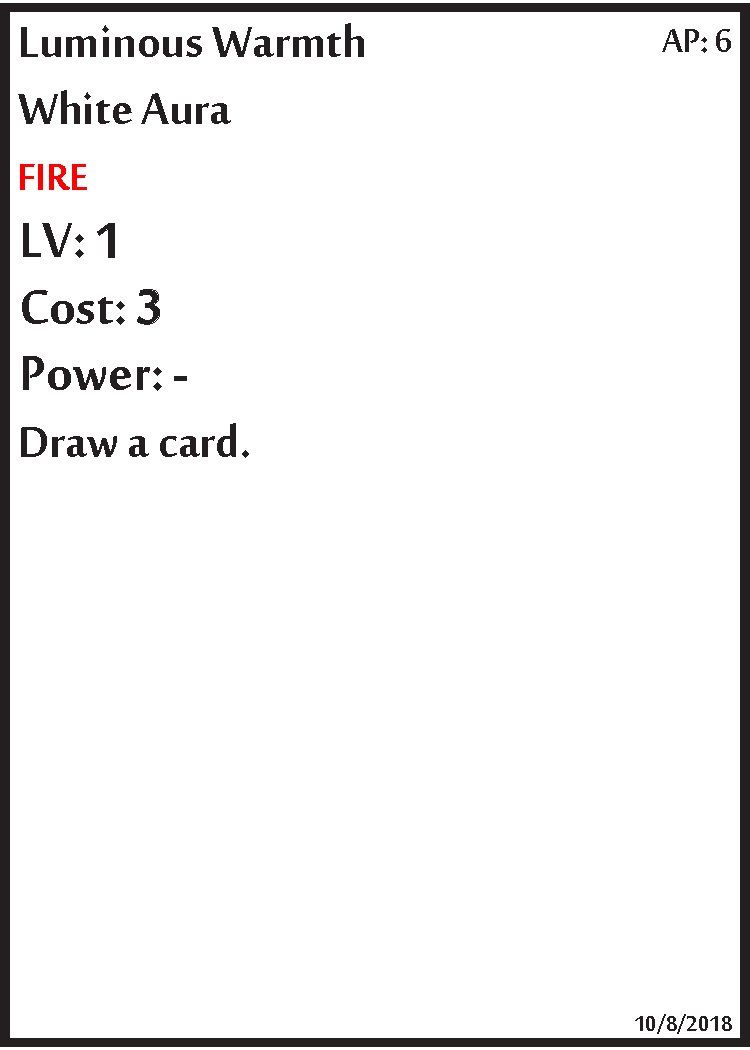 Luminous Warmth
AP: 6
White Aura
FIRE
LV: 1
Cost: 3
Power: -
Draw a card.
10/8/2018